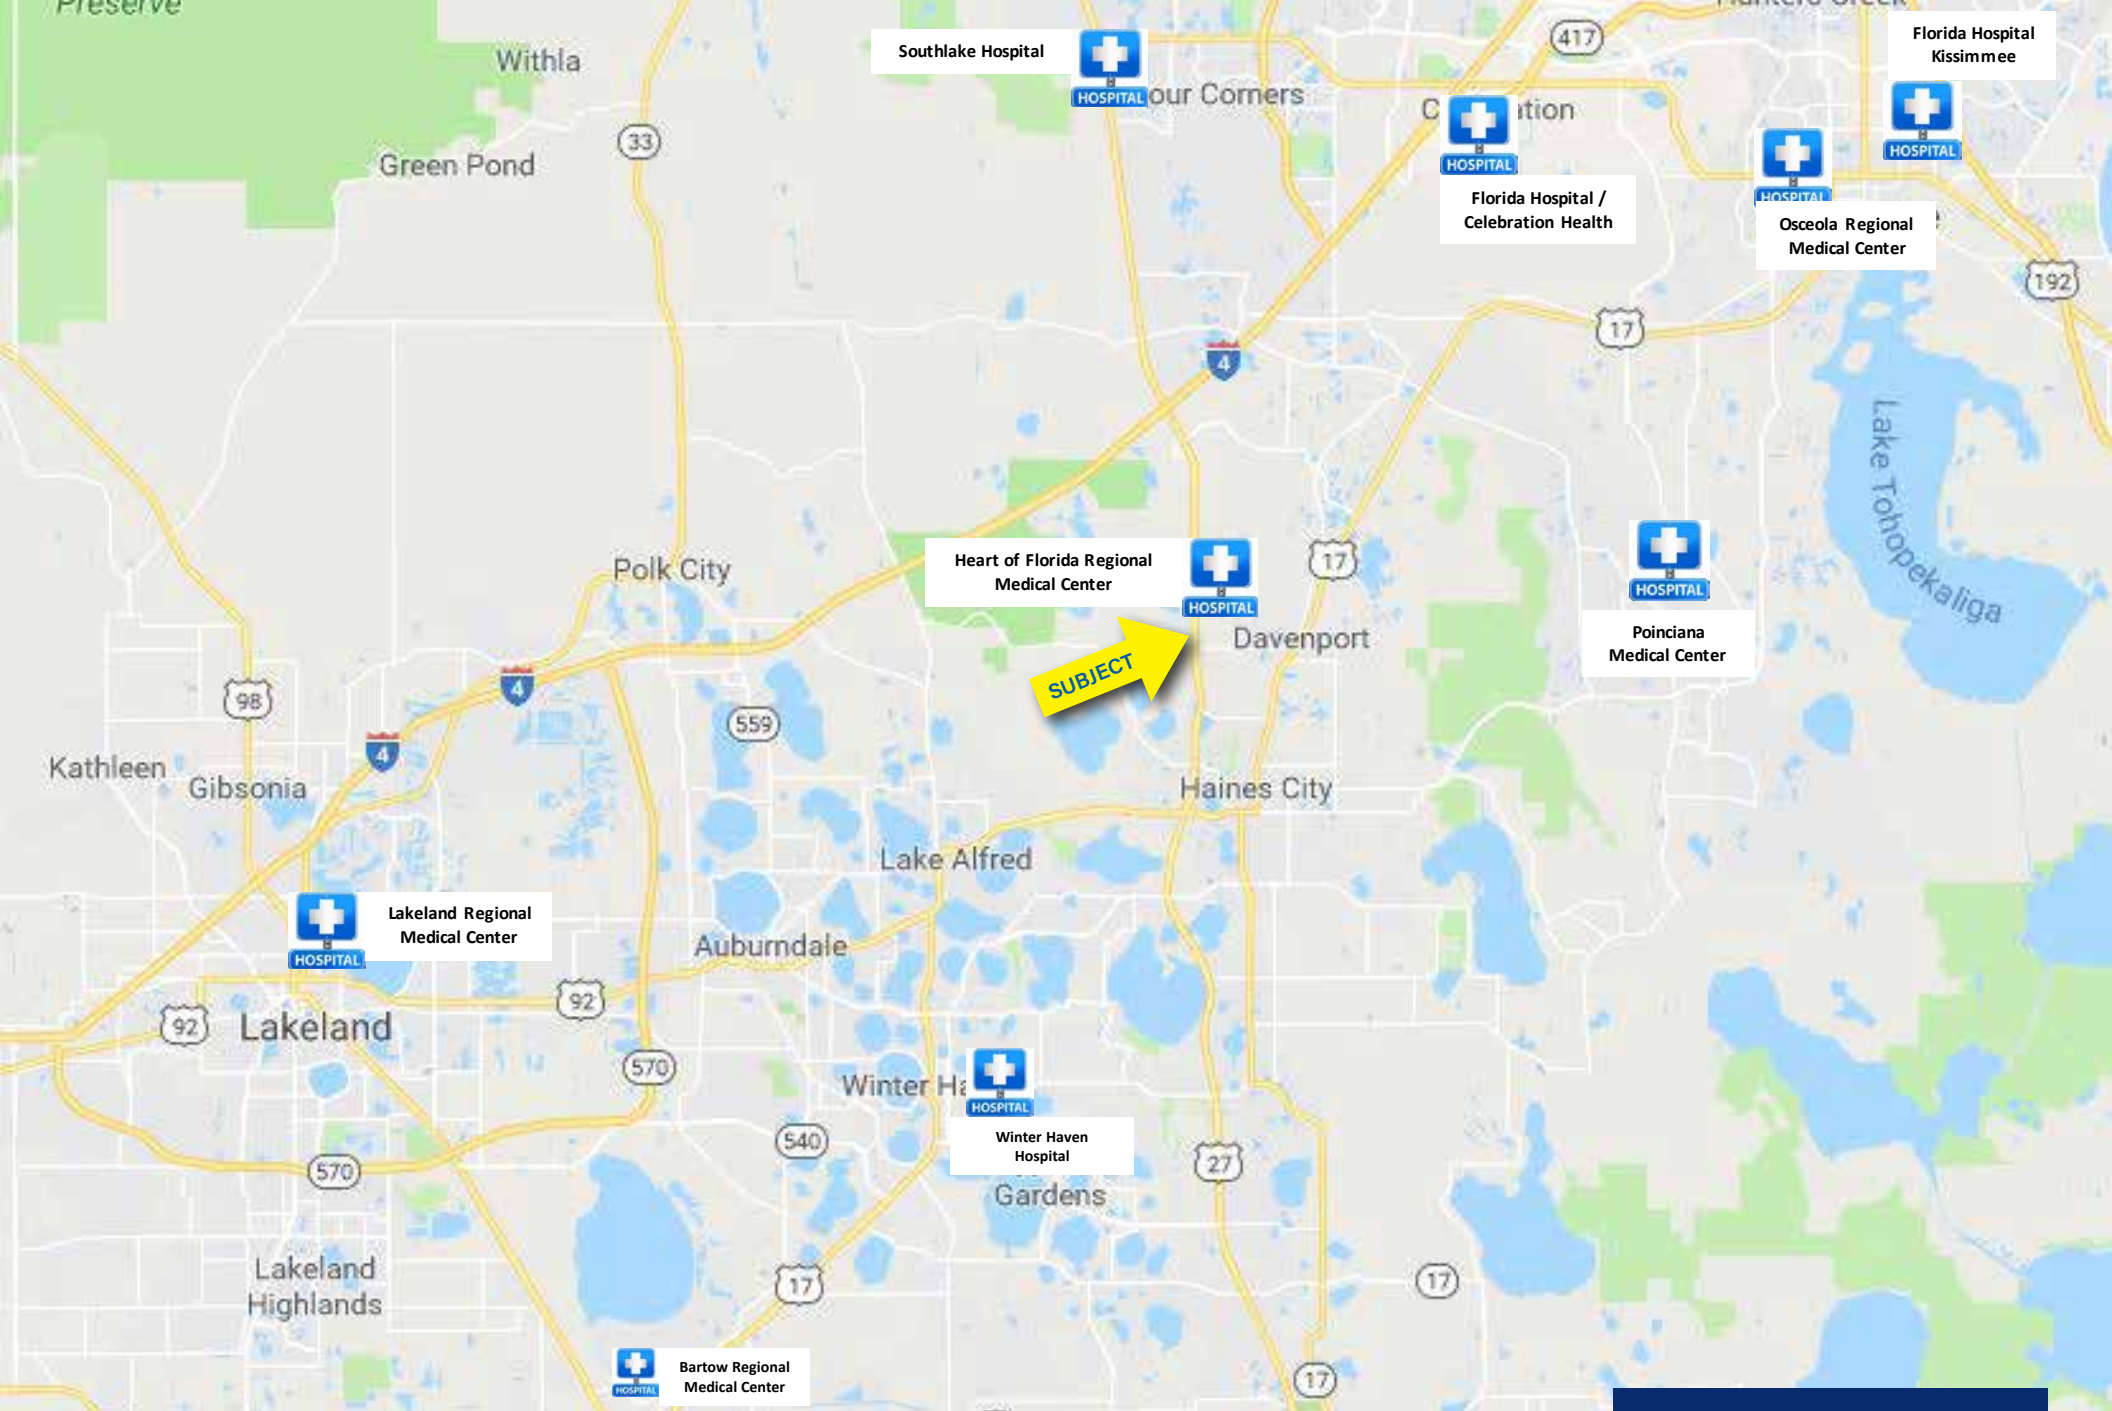 Preserve
Withla
Southlake Hospital
HOSPITAL
our Corners
417
Florida Hospital
Kissimmee
HOSPITAL
33
Green Pond
HOSPITAL
Florida Hospital /
Celebration Health
HOSPITAL
Osceola Regional
Medical Center
192
17
4
Lake Tohopekaliga
Polk City
Heart of Florida Regional
Medical Center
HOSPITAL
17
HOSPITAL
Poinciana
Medical Center
SUBJECT
Davenport
98
4
559
4
Kathleen
Gibsonia
Haines City
Lake Alfred
HOSPITAL
Lakeland Regional
Medical Center
Auburndale
92
92
Lakeland
570
Winter Ha
HOSPITAL
Winter Haven
Hospital
540
570
27
Gardens
Lakeland
Highlands
17
17
HOSPITAL
Bartow Regional
Medical Center
17